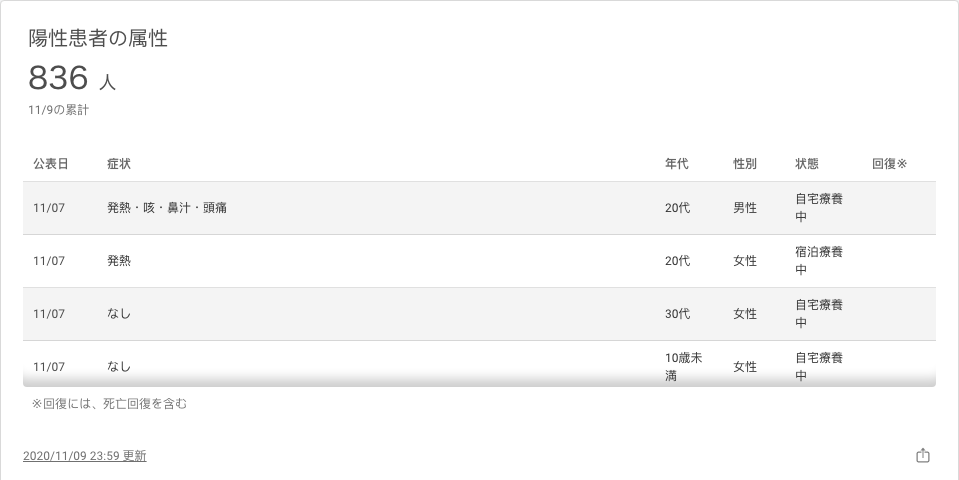 陽性患者の属性
836 人
11/9の累計
公表日 症状 年代 性別 状態 回復※
11/07 発熱・咳・鼻汁・頭痛 20代 男性 自宅療養中
11/07 発熱 20代 女性 宿泊療養中
11/07 なし 30代 女性 自宅療養中
11/07 なし 10歳未満 女性 自宅療養中
※回復には、死亡回復を含む
2020/11/09 23:59 更新